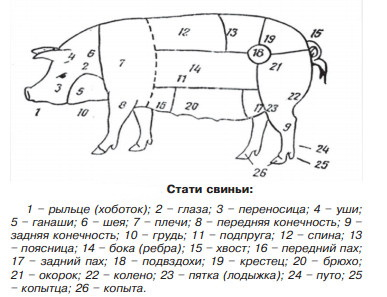 12 13 19 15
4 6 2 7 14 18 21
3 5 11
1 10 8 16 20 17 23 22
9 24
26 25
Стати свиньи:
1 – рыльце (хоботок); 2 – глаза; 3 – переносица; 4 – уши;
5 – ганаши; 6 – шея; 7 – плечи; 8 – передняя конечность; 9 –
задняя конечность; 10 – грудь; 11 – подпруга; 12 – спина; 13
– поясница; 14 – бока (ребра); 15 – хвост; 16 – передний пах;
17 – задний пах; 18 – подвздохи; 19 – крестец; 20 – брюхо;
21 – окорок; 22 – колено; 23 – пятка (лодыжка); 24 – путо; 25
– копытца; 26 – копыта.